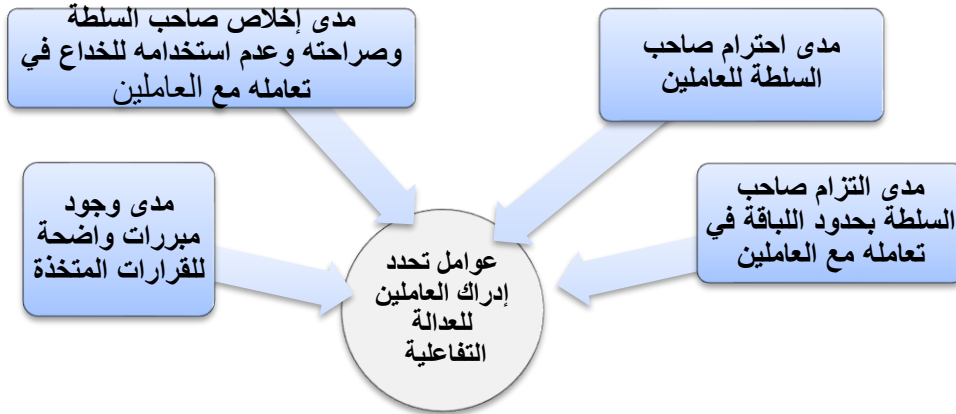 مدى احترام صاحب
السلطة للعاملين
مدى إخلاص صاحب السلطة
وصراحته وعدم استخدامه للخداع في
تعامله مع العاملين
مدى التزام صاحب
السلطة بحدود اللباقة في
تعامله مع العاملين
مدى وجود
مبررات واضحة
للقرارات المتخذة
عوامل تحدد
إدراك العاملين
للعدالة
التفاعلية